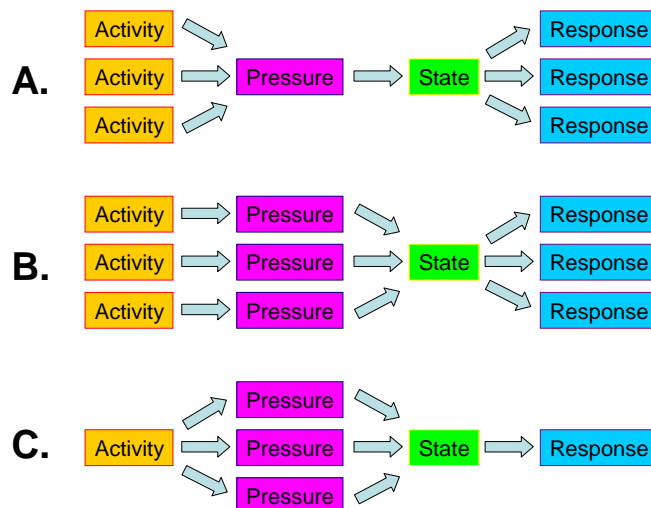 Activity Response
A. Activity Pressure State Response
Activity Response
Activity Pressure Response
B. Activity Pressure State Response
Activity Pressure Response
Pressure
C. Activity Pressure State Response
Pressure